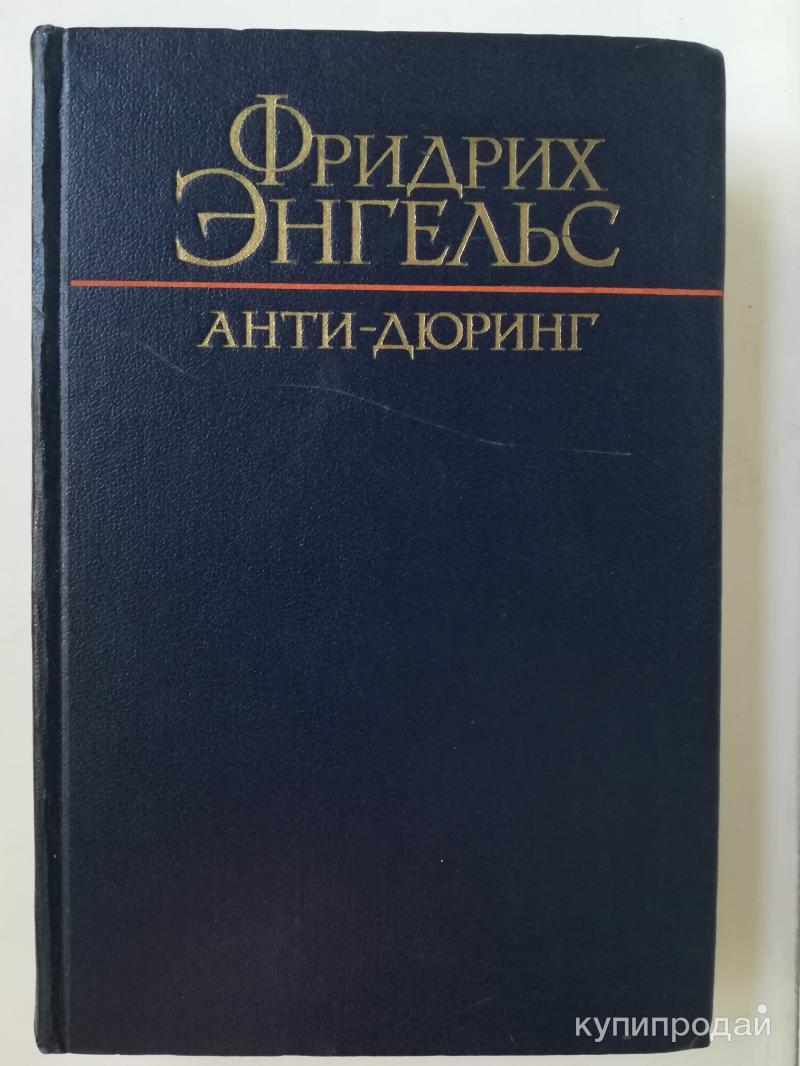 ФРИДРИХ
ЭНГЕЛЬС
АНТИ-ДЮРИНГ
купипродай